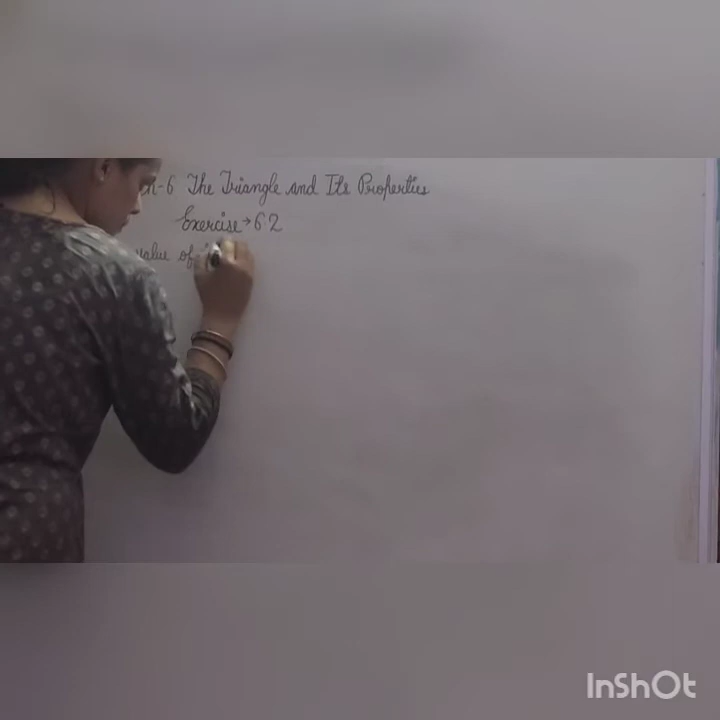 h-6 The Triangle and Its Properties
Exercise → 6.2
value of
InShOt